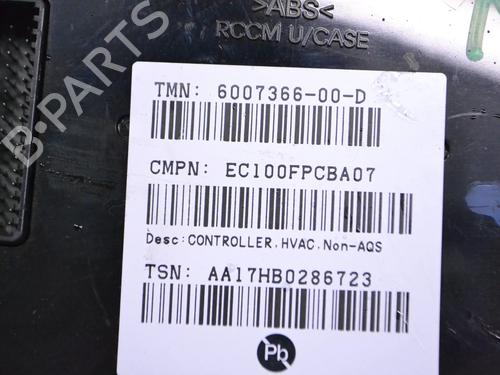 >ABS<
RCCM U/CASE
TMN: 6007366-00-D
CMPN: EC100FPCBA07
Desc:CONTROLLER, HVAC, Non-AQS
TSN: AA17HB0286723
Pb
B-PARTS